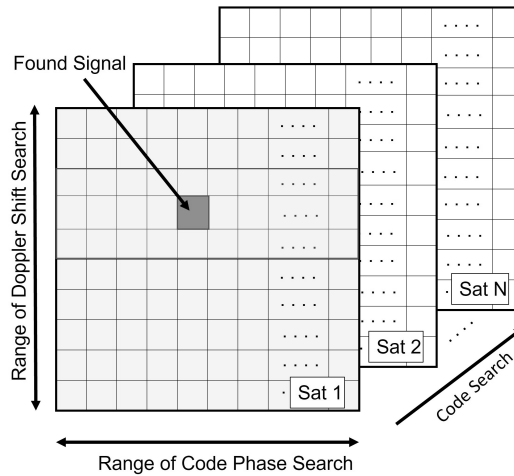 Found Signal
Range of Doppler Shift Search
Sat 1
Sat 2
Sat N
Code Search
Range of Code Phase Search